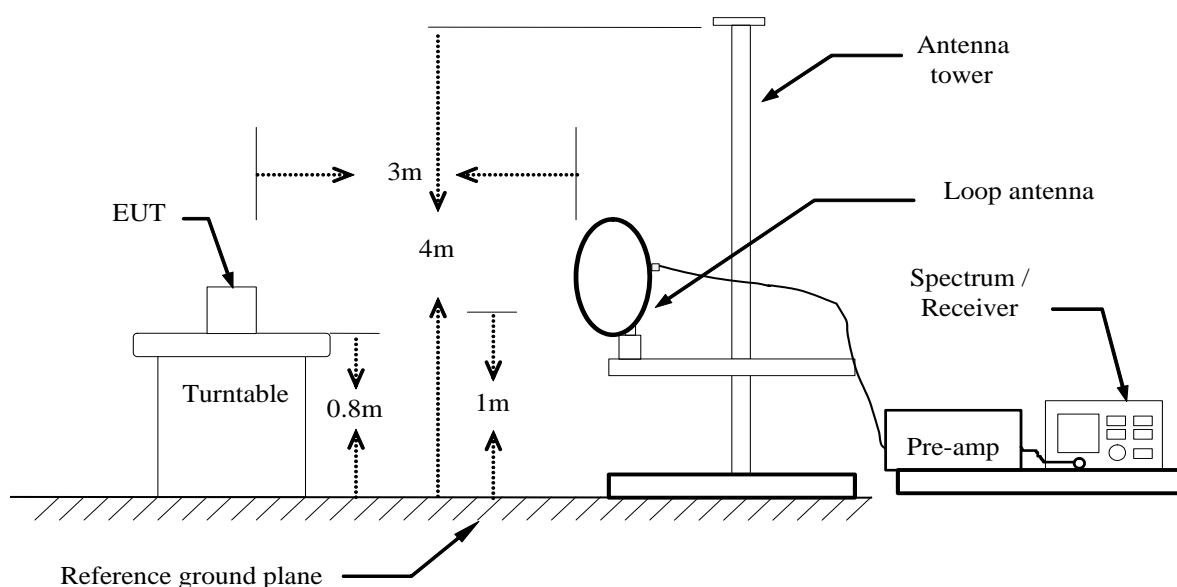 Antenna
tower
3m
Loop antenna
EUT
4m
Spectrum /
Receiver
Turntable
0.8m
1m
Pre-amp
Reference ground plane